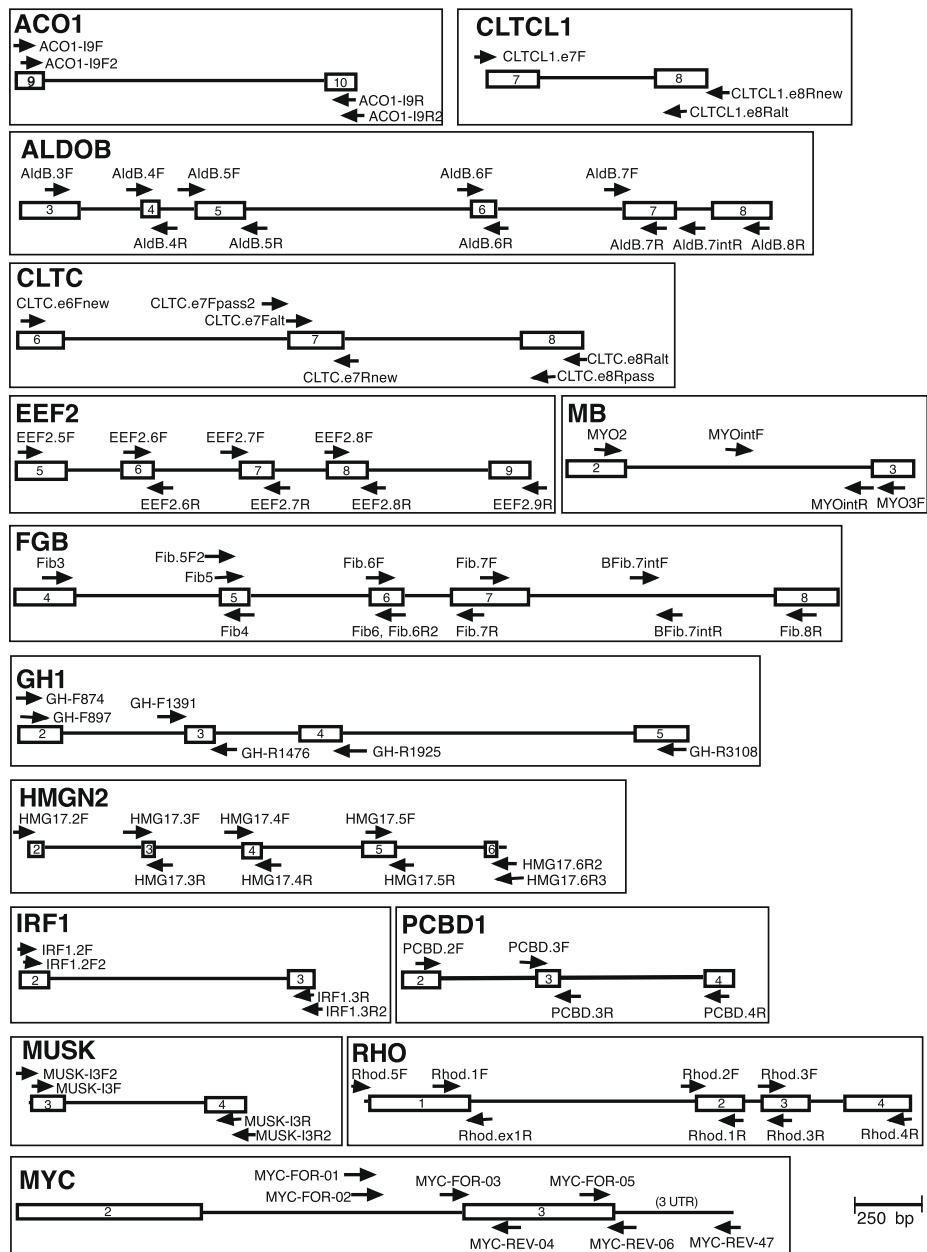 ACO1
ACO1-I9F
ACO1-I9F2
9
10
ACO1-I9R
ACO1-I9R2
CLTCL1
CLTCL1.e7F
7
8
CLTCL1.e8Rnew
CLTCL1.e8Ralt
ALDOB
AldB.3F AldB.4F AldB.5F AldB.6F AldB.7F
3 4 5 6 7 8
AldB.4R AldB.5R AldB.6R AldB.7R AldB.7intR AldB.8R
CLTC
CLTC.e6Fnew CLTC.e7Fpass2
CLTC.e7Falt
6 7 8
CLTC.e8Ralt
CLTC.e7Rnew CLTC.e8Rpass
EEF2
EEF2.5F EEF2.6F EEF2.7F EEF2.8F
5 6 7 8 9
EEF2.6R EEF2.7R EEF2.8R EEF2.9R
MB
MYO2 MYOintF
2 3
MYOintR MYO3F
FGB
Fib.5F2
Fib3 Fib.6F Fib.7F BFib.7intF
Fib5
4 5 6 7 8
Fib4 Fib6, Fib.6R2 Fib.7R BFib.7intR Fib.8R
GH1
GH-F874
GH-F1391
GH-F897
2 3 4 5
GH-R1476 GH-R1925 GH-R3108
HMGN2
HMG17.2F HMG17.3F HMG17.4F HMG17.5F
2 3 4 5 6
HMG17.6R2
HMG17.3R HMG17.4R HMG17.5R HMG17.6R3
IRF1
IRF1.2F
IRF1.2F2
2 3
IRF1.3R
IRF1.3R2
PCBD1
PCBD.2F PCBD.3F
2 3 4
PCBD.3R PCBD.4R
MUSK
MUSK-I3F2
MUSK-I3F
3 4
MUSK-I3R
MUSK-I3R2
RHO
Rhod.5F Rhod.1F Rhod.2F Rhod.3F
1 2 3 4
Rhod.ex1R Rhod.1R Rhod.3R Rhod.4R
MYC
MYC-FOR-01
MYC-FOR-02 MYC-FOR-03 MYC-FOR-05
2 3 (3 UTR)
MYC-REV-04 MYC-REV-06 MYC-REV-47
250 bp